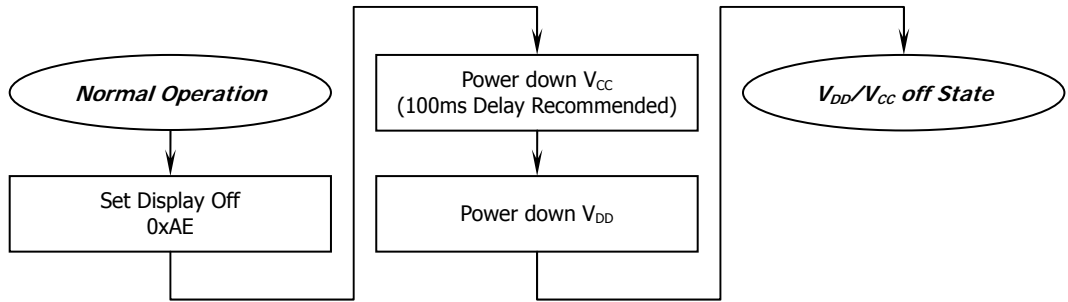 Normal Operation
Set Display Off
0xAE
Power down VCC
(100ms Delay Recommended)
Power down VDD
VDD/VCC off State